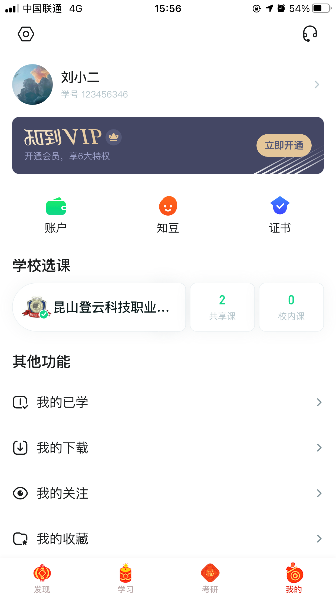 中国联通 4G
15:56
54%
刘小二
学号 123456346
知到VIP
开通会员，享6大特权
立即开通
账户
知豆
证书
学校选课
昆山登云科技职业...
2
共享课
0
校内课
其他功能
我的已学
我的下载
我的关注
我的收藏
发现
学习
考研
我的